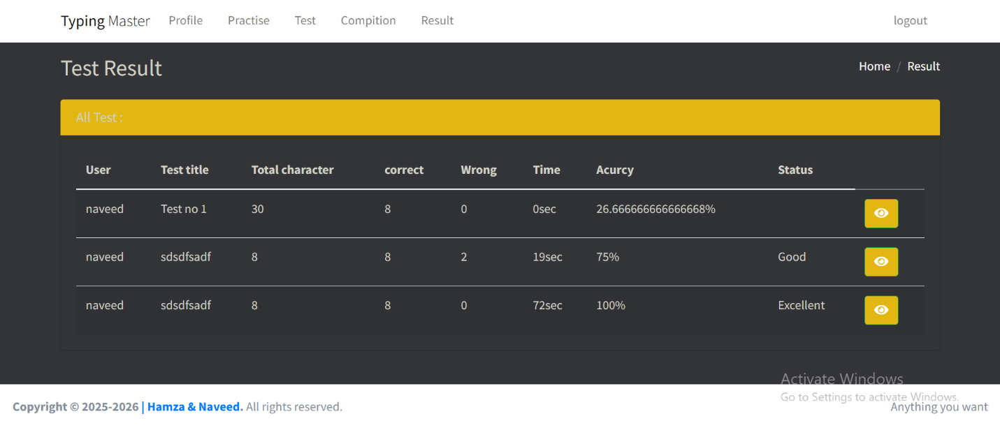 Typing Master Profile Practise Test Compition Result logout
Test Result
Home / Result
All Test :
User Test title Total character correct Wrong Time Acurcy Status
naveed Test no 1 30 8 0 0sec 26.666666666666668%
naveed sdsdfsadf 8 8 2 19sec 75% Good
naveed sdsdfsadf 8 8 0 72sec 100% Excellent
Activate Windows
Go to Settings to activate Windows.
Copyright © 2025-2026 | Hamza & Naveed. All rights reserved.
Anything you want